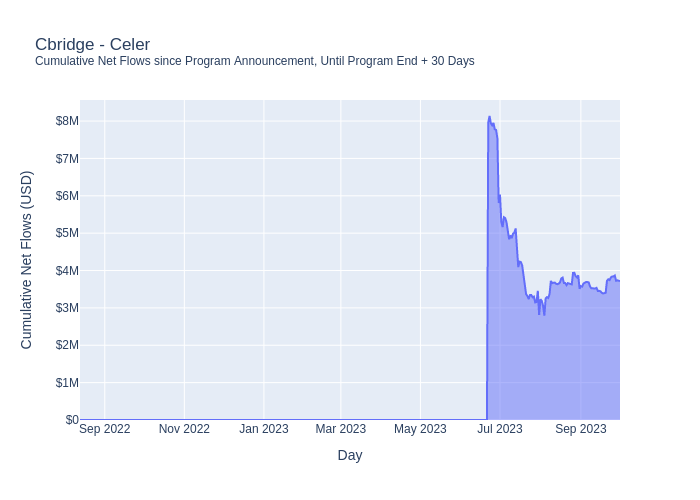 Cbridge - Celer
Cumulative Net Flows since Program Announcement, Until Program End + 30 Days
Cumulative Net Flows (USD)
$8M
$7M
$6M
$5M
$4M
$3M
$2M
$1M
$0
Sep 2022 Nov 2022 Jan 2023 Mar 2023 May 2023 Jul 2023 Sep 2023
Day